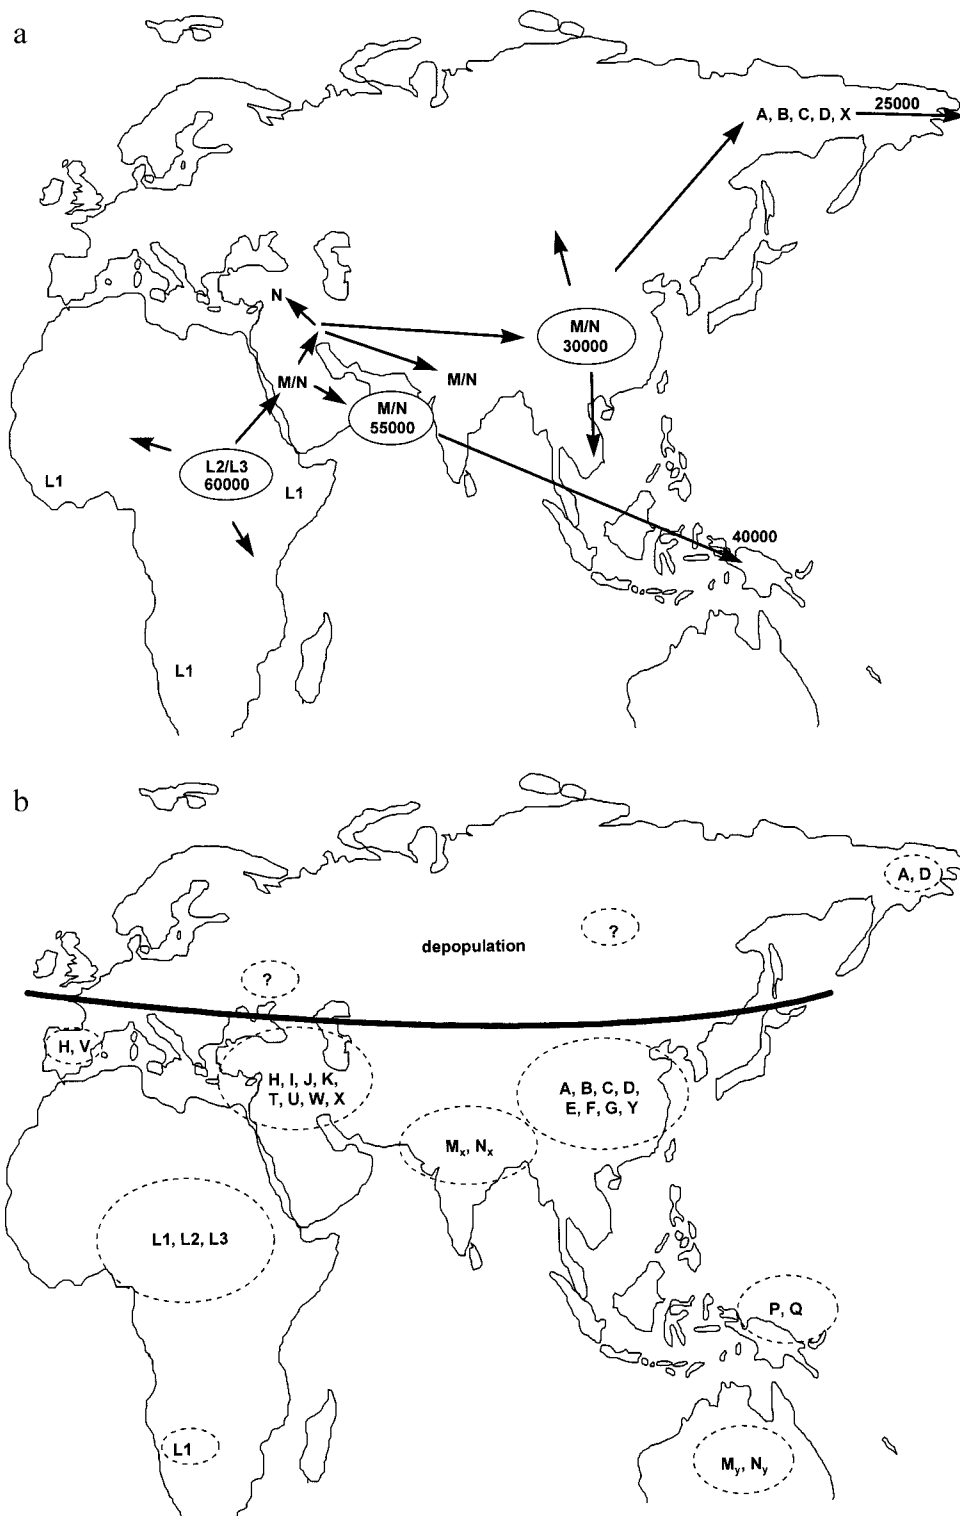 a
A, B, C, D, X
25000
N
M/N
30000
M/N
M/N
M/N
55000
L2/L3
60000
L1
L1
40000
L1
b
A, D
?
depopulation
?
H, V
H, I, J, K,
T, U, W, X
A, B, C, D,
E, F, G, Y
Mx, Nx
L1, L2, L3
P, Q
L1
My, Ny